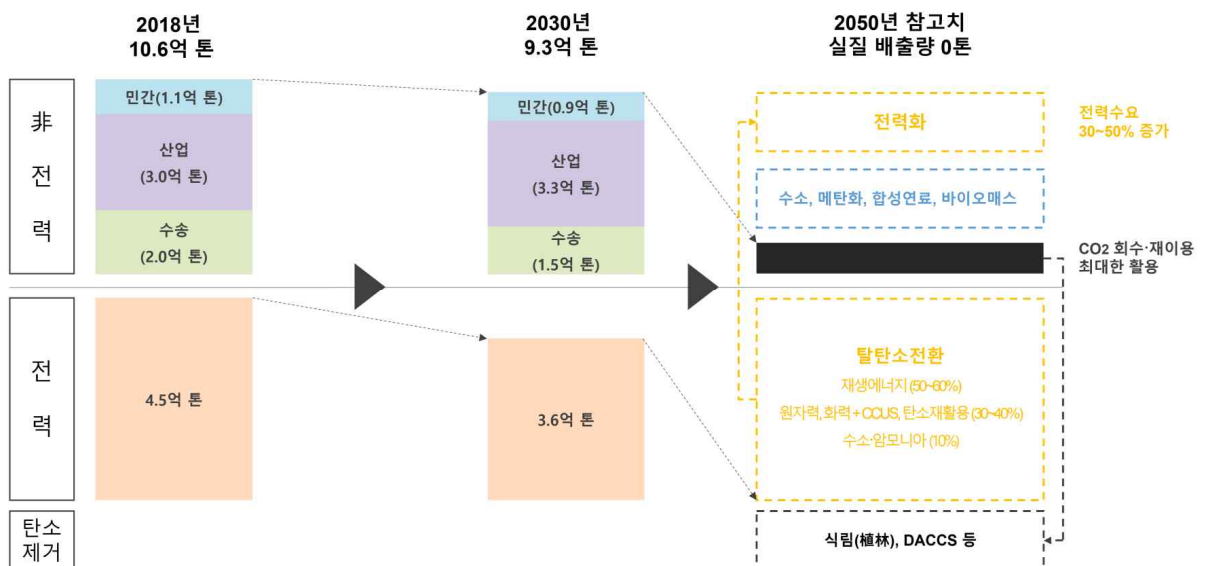 2018년
10.6억 톤
2030년
9.3억 톤
2050년 참고치
실질 배출량 0톤
非
전
력
민간(1.1억 톤)
산업
(3.0억 톤)
수송
(2.0억 톤)
민간(0.9억 톤)
산업
(3.3억 톤)
수송
(1.5억 톤)
전력화
전력수요
30~50% 증가
수소, 메탄화, 합성연료, 바이오매스
CO2 회수·재이용
최대한 활용
전
력
4.5억 톤
3.6억 톤
탈탄소전환
재생에너지 (50~60%)
원자력, 화력 + CCUS, 탄소재활용 (30~40%)
수소·암모니아 (10%)
탄소
제거
식림(植林), DACCS 등